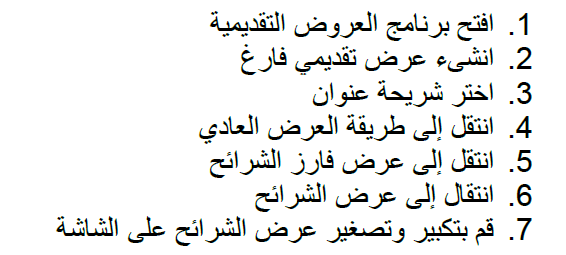 1. افتح برنامج العروض التقديمية
2. انشىء عرض تقديمي فارغ
3. اختر شريحة عنوان
4. انتقل إلى طريقة العرض العادي
5. انتقل إلى عرض فارز الشرائح
6. انتقال إلى عرض الشرائح
7. قم بتكبير وتصغير عرض الشرائح على الشاشة